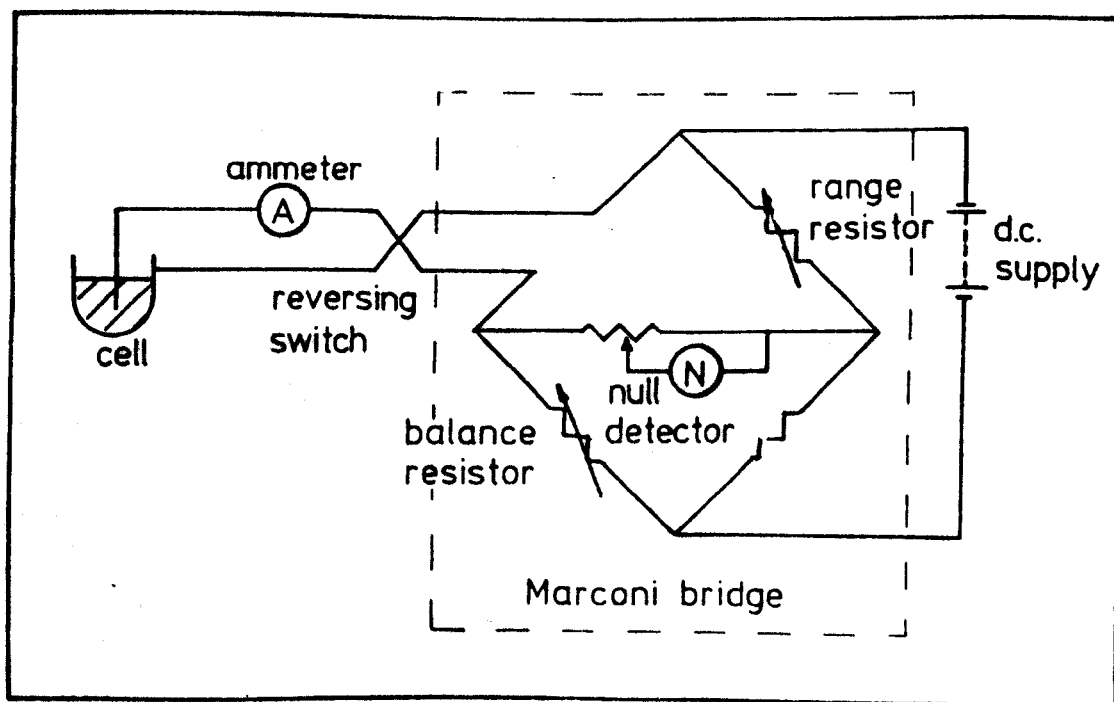 ammeter
A
range
resistor
d.c.
supply
reversing
switch
cell
N
null
detector
balance
resistor
Marconi bridge